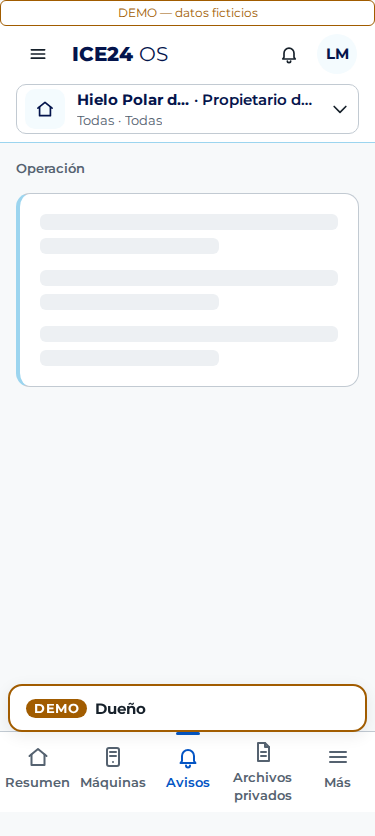 DEMO — datos ficticios
ICE24 OS
LM
Hielo Polar d... · Propietario d...
Todas · Todas
Operación
DEMO Dueño
Resumen
Máquinas
Avisos
Archivos
privados
Más